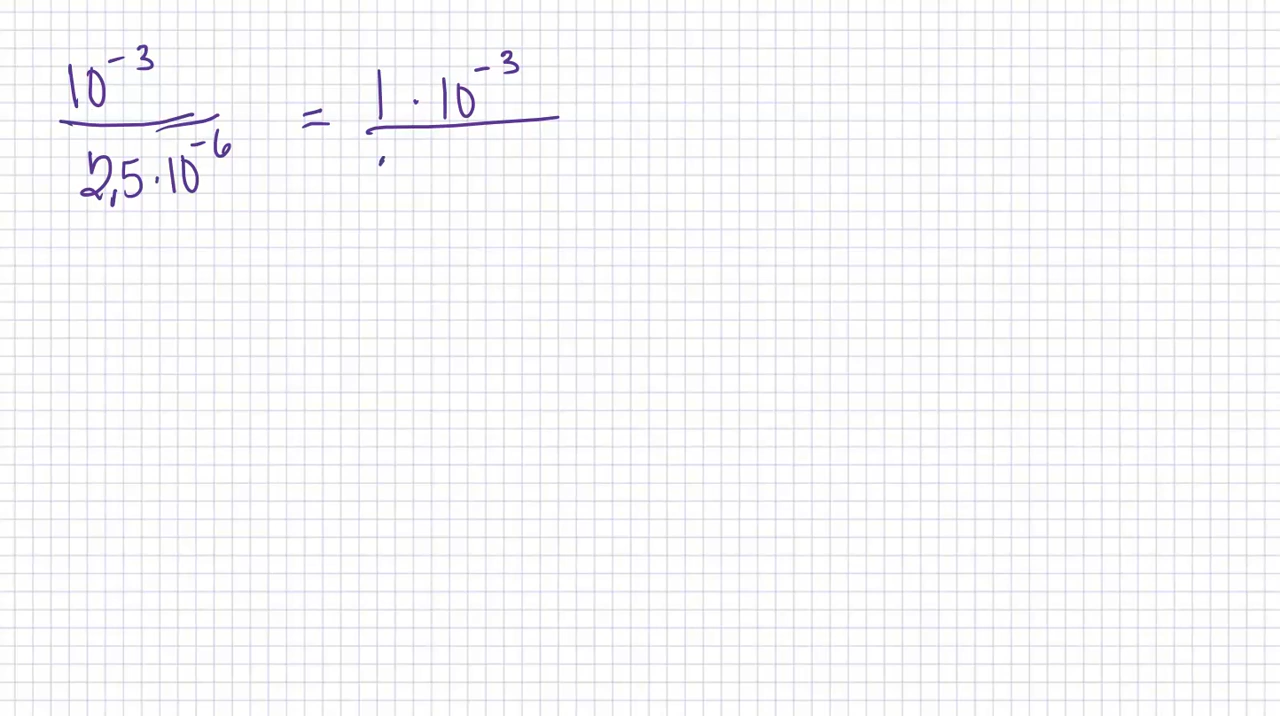 10⁻³ / 2,5 · 10⁻⁶ = 1 · 10⁻³ /